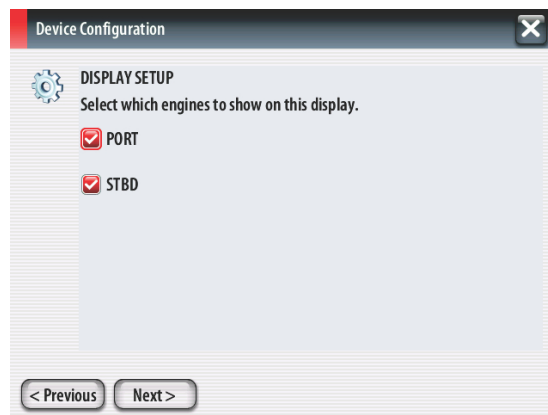 Device Configuration
DISPLAY SETUP
Select which engines to show on this display.
PORT
STBD
< Previous Next >